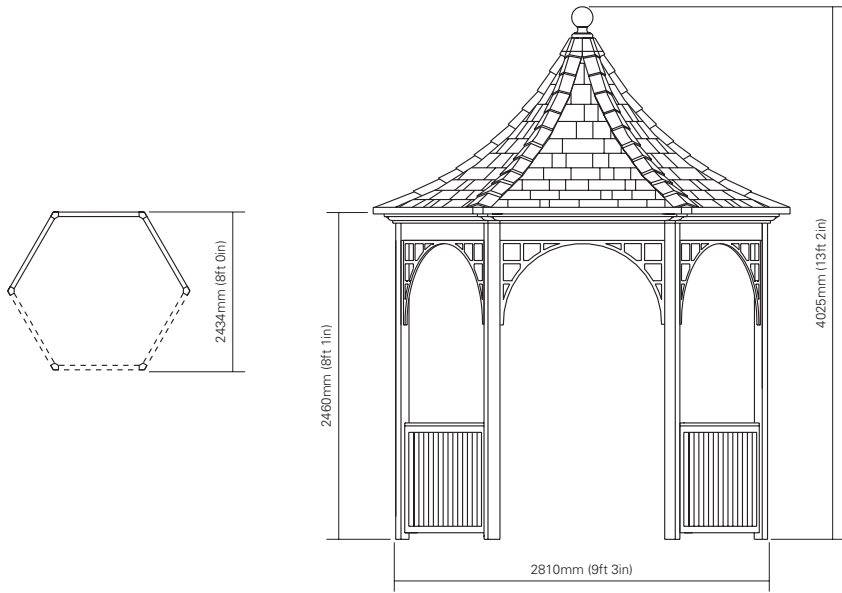 2434mm (8ft 0in)
2460mm (8ft 1in)
4025mm (13ft 2in)
2810mm (9ft 3in)